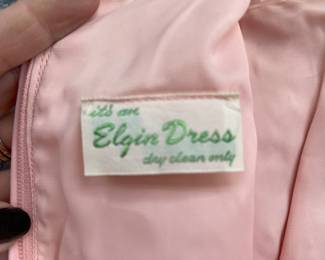 it's an
Elgin Dress
dry clean only